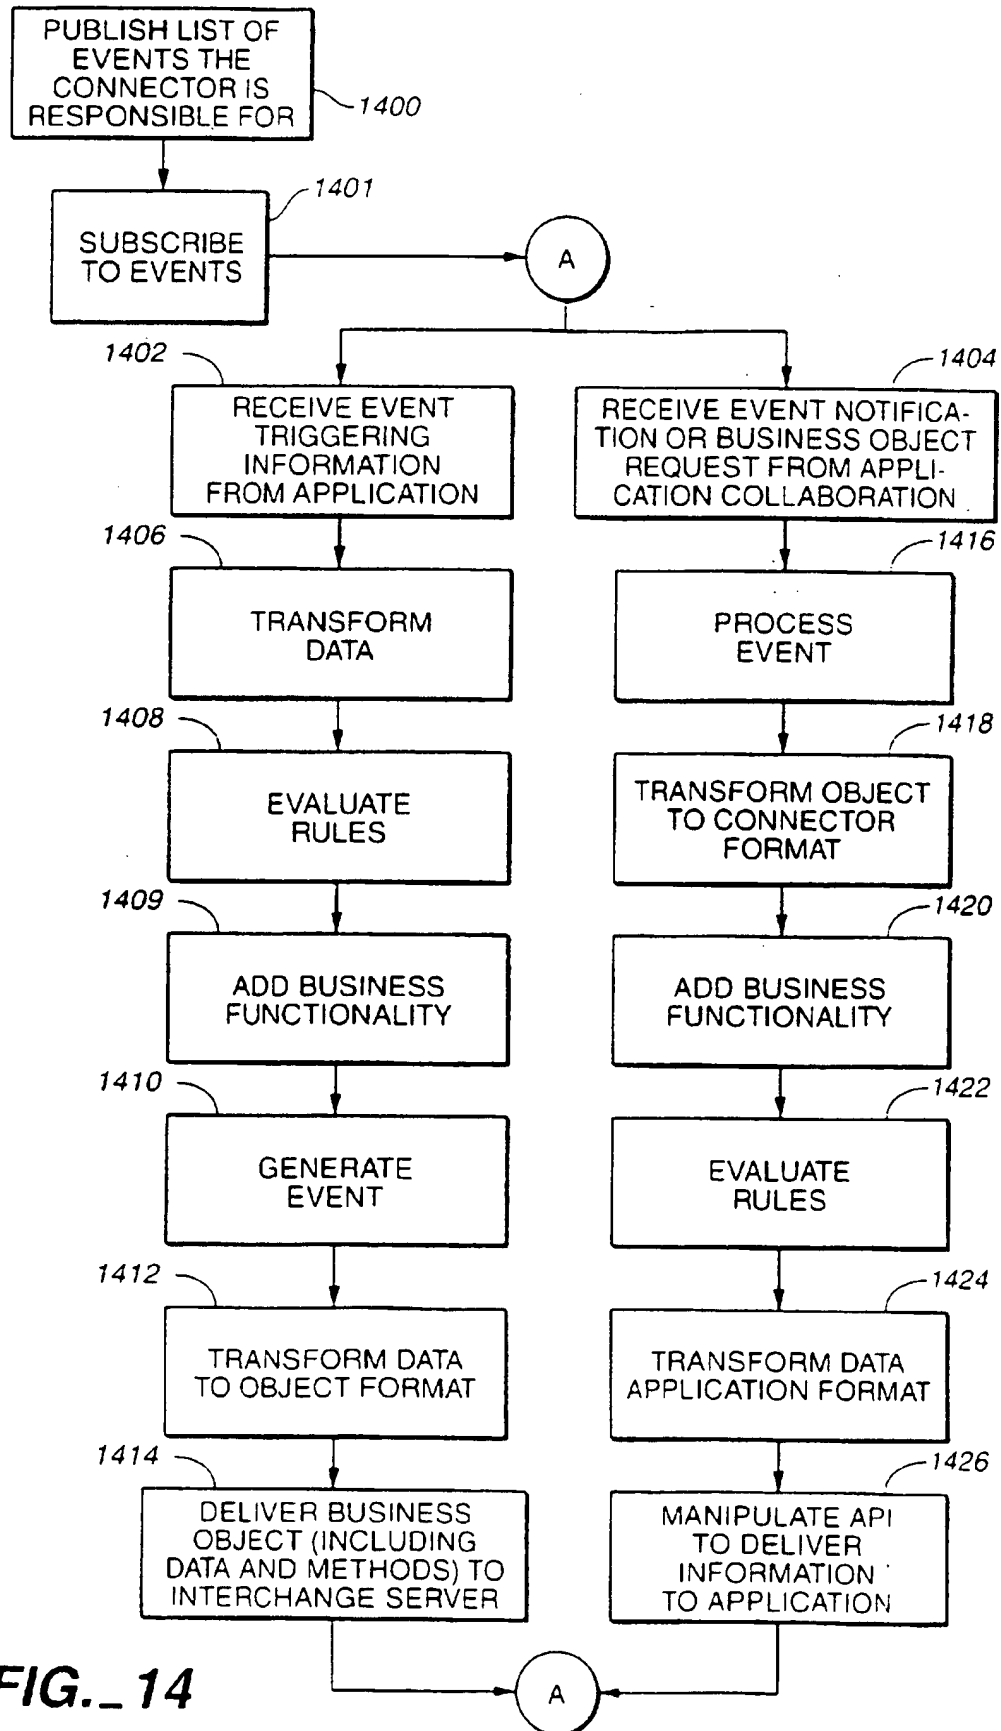 PUBLISH LIST OF
EVENTS THE
CONNECTOR IS
RESPONSIBLE FOR
1400
1401
SUBSCRIBE
TO EVENTS
A
1402
1404
RECEIVE EVENT
TRIGGERING
INFORMATION
FROM APPLICATION
RECEIVE EVENT NOTIFICA-
TION OR BUSINESS OBJECT
REQUEST FROM APPLI-
CATION COLLABORATION
1406
1416
TRANSFORM
DATA
PROCESS
EVENT
1408
1418
EVALUATE
RULES
TRANSFORM OBJECT
TO CONNECTOR
FORMAT
1409
1420
ADD BUSINESS
FUNCTIONALITY
ADD BUSINESS
FUNCTIONALITY
1410
1422
GENERATE
EVENT
EVALUATE
RULES
1412
1424
TRANSFORM DATA
TO OBJECT FORMAT
TRANSFORM DATA
APPLICATION FORMAT
1414
1426
DELIVER BUSINESS
OBJECT (INCLUDING
DATA AND METHODS) TO
INTERCHANGE SERVER
MANIPULATE API
TO DELIVER
INFORMATION
TO APPLICATION
A
FIG._14